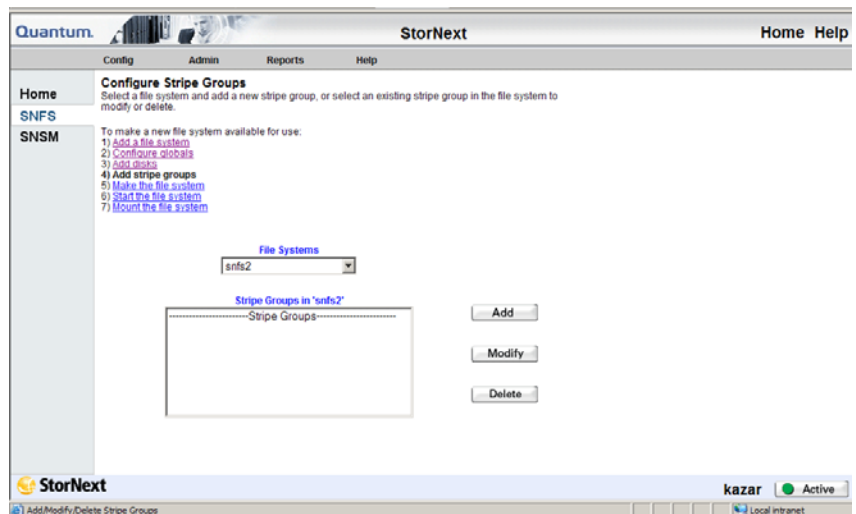 Quantum.
StorNext
Home Help
Config Admin Reports Help
Home
SNFS
SNSM
Configure Stripe Groups
Select a file system and add a new stripe group, or select an existing stripe group in the file system to
modify or delete.
To make a new file system available for use:
1) Add a file system
2) Configure globals
3) Add disks
4) Add stripe groups
5) Make the file system
6) Start the file system
7) Mount the file system
File Systems
snfs2
Stripe Groups in 'snfs2'
-------------------------Stripe Groups-------------------------
Add
Modify
Delete
StorNext
kazar
Active
Add/Modify/Delete Stripe Groups
Local intranet